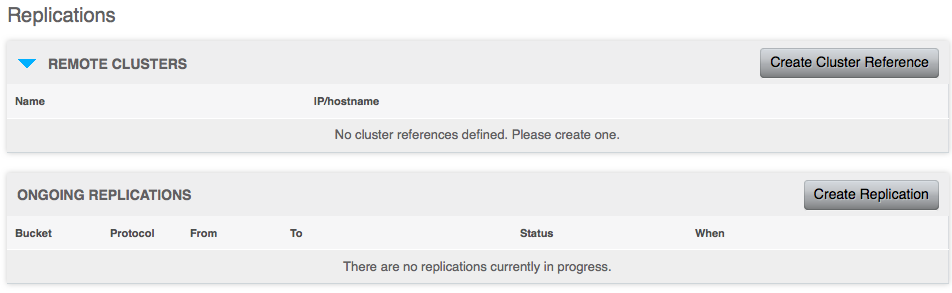 Replications
REMOTE CLUSTERS Create Cluster Reference
Name IP/hostname
No cluster references defined. Please create one.
ONGOING REPLICATIONS Create Replication
Bucket Protocol From To Status When
There are no replications currently in progress.